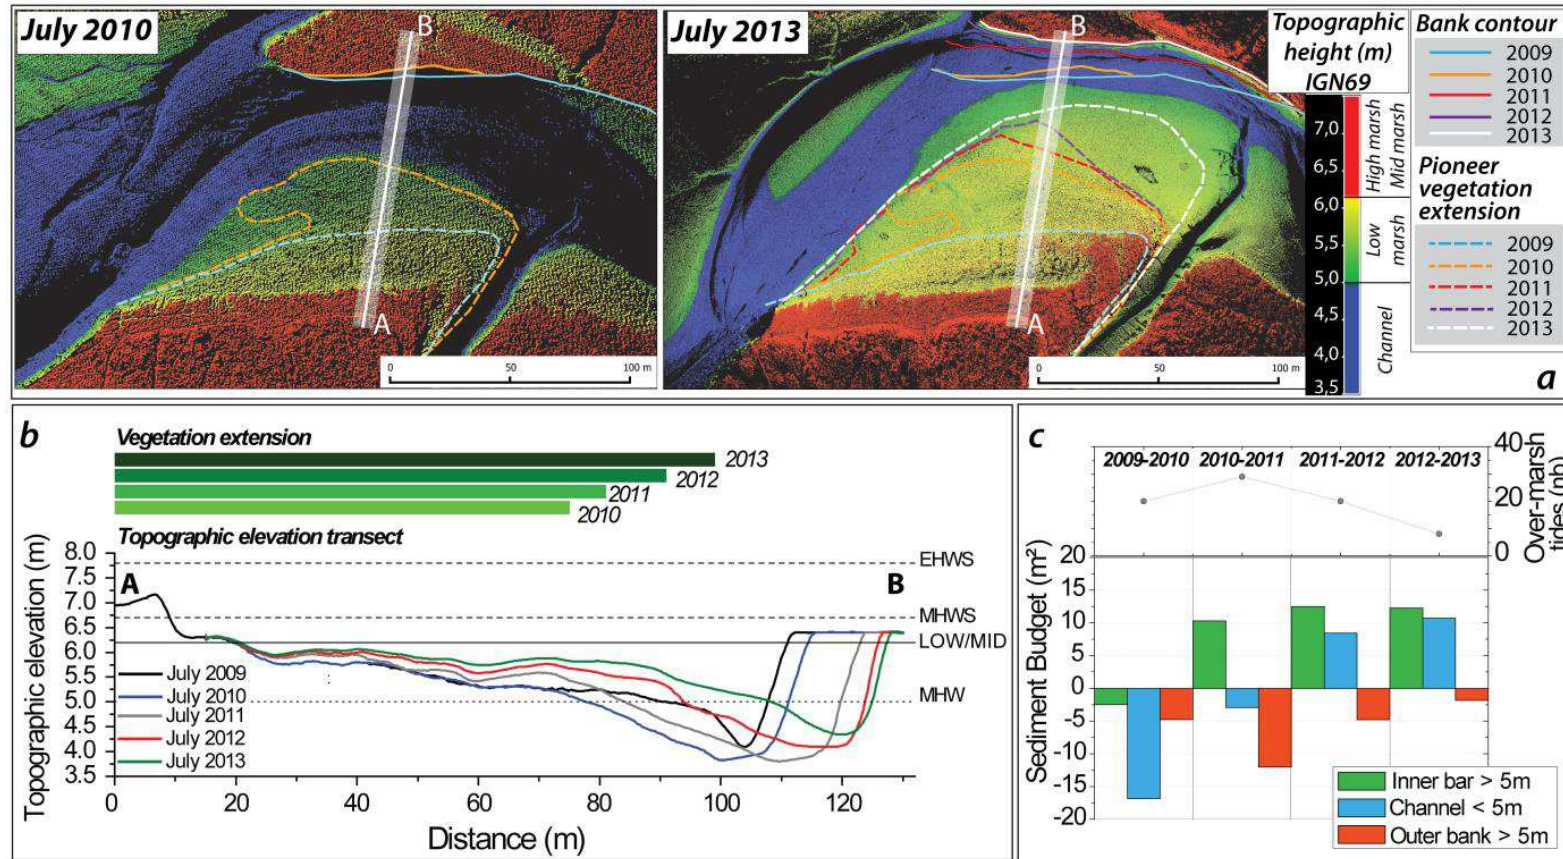 July 2010
B
A
0 50 100 m
July 2013
B
A
0 50 100 m
Topographic
height (m)
IGN69
7,0
6,5
6,0
5,5
5,0
4,5
4,0
3,5
High marsh
Mid marsh
Low
marsh
Channel
Bank contour
2009
2010
2011
2012
2013
Pioneer
vegetation
extension
2009
2010
2011
2012
2013
a
b
Vegetation extension
2013
2012
2011
2010
Topographic elevation transect
Topographic elevation (m)
8.0
7.5
7.0
6.5
6.0
5.5
5.0
4.5
4.0
3.5
A
B
EHWS
MHWS
LOW/MID
MHW
July 2009
July 2010
July 2011
July 2012
July 2013
0 20 40 60 80 100 120
Distance (m)
c
2009-2010 2010-2011 2011-2012 2012-2013
40
20
0
Over-marsh
tides (nb)
Sediment Budget (m²)
20
15
10
5
0
-5
-10
-15
-20
Inner bar > 5m
Channel < 5m
Outer bank > 5m